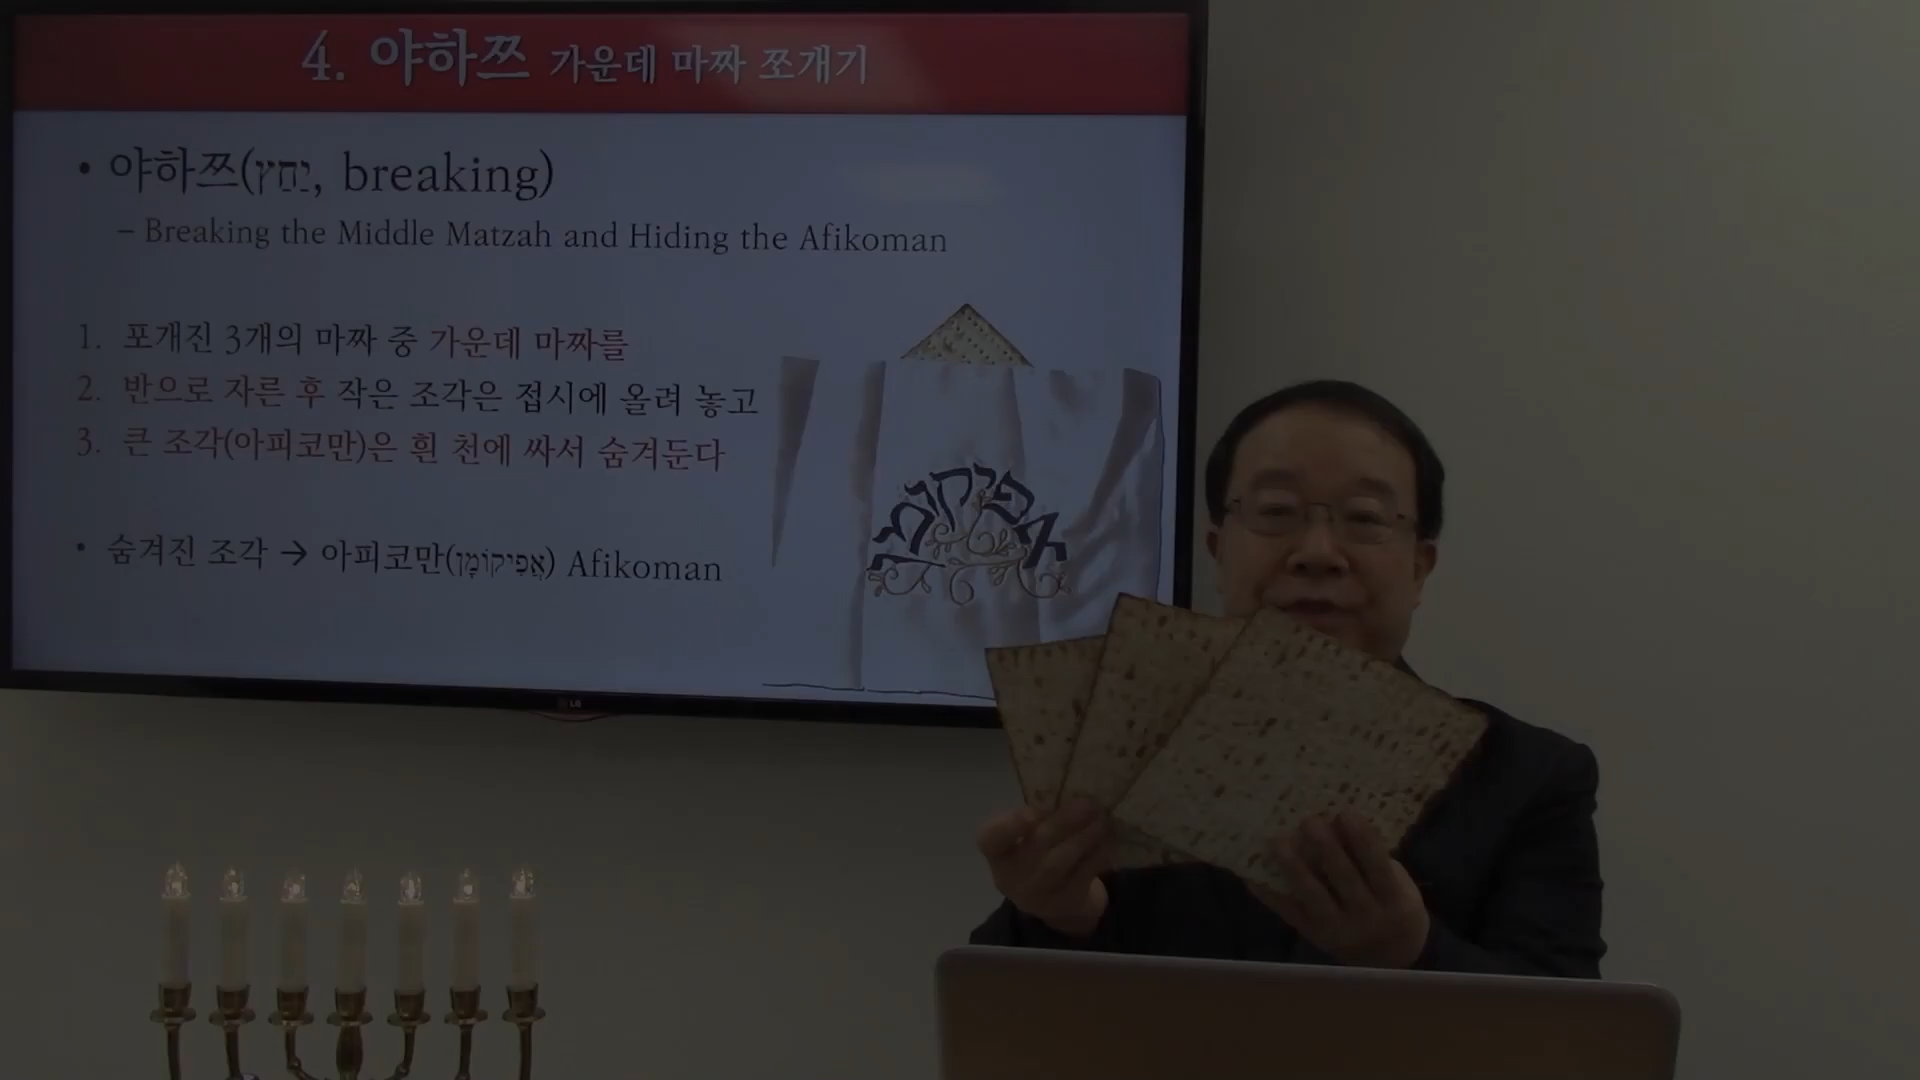 4. 야하쯔 가운데 마짜 쪼개기
• 야하쯔(יַחַץ, breaking)
– Breaking the Middle Matzah and Hiding the Afikoman
1. 포개진 3개의 마짜 중 가운데 마짜를
2. 반으로 자른 후 작은 조각은 접시에 올려 놓고
3. 큰 조각(아피코만)은 흰 천에 싸서 숨겨둔다
אפיקומן
• 숨겨진 조각 → 아피코만(אֲפִיקוֹמָן) Afikoman
LG